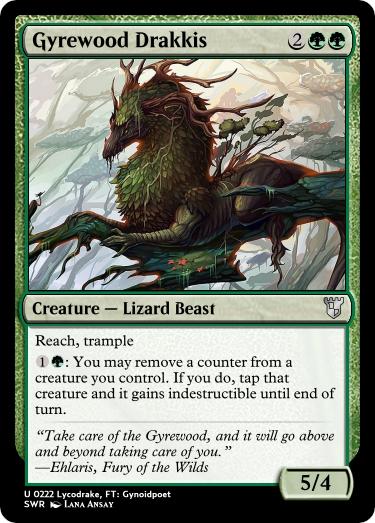 Gyrewood Drakkis 2
Creature — Lizard Beast
Reach, trample
1 : You may remove a counter from a
creature you control. If you do, tap that
creature and it gains indestructible until end of
turn.
“Take care of the Gyrewood, and it will go above
and beyond taking care of you.”
—Ehlaris, Fury of the Wilds
5/4
U 0222 Lycodrake, FT: Gynoidpoet
SWR Lana Ansay